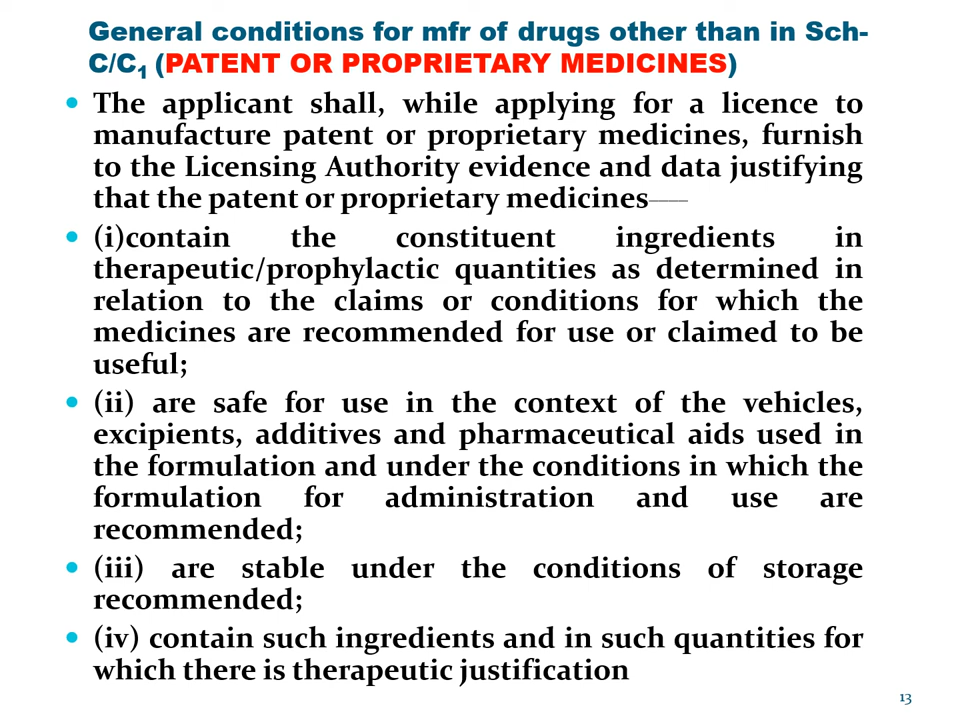 General conditions for mfr of drugs other than in Sch-
C/C1 (PATENT OR PROPRIETARY MEDICINES)
• The applicant shall, while applying for a licence to
manufacture patent or proprietary medicines, furnish
to the Licensing Authority evidence and data justifying
that the patent or proprietary medicines——
• (i)contain the constituent ingredients in
therapeutic/prophylactic quantities as determined in
relation to the claims or conditions for which the
medicines are recommended for use or claimed to be
useful;
• (ii) are safe for use in the context of the vehicles,
excipients, additives and pharmaceutical aids used in
the formulation and under the conditions in which the
formulation for administration and use are
recommended;
• (iii) are stable under the conditions of storage
recommended;
• (iv) contain such ingredients and in such quantities for
which there is therapeutic justification
13